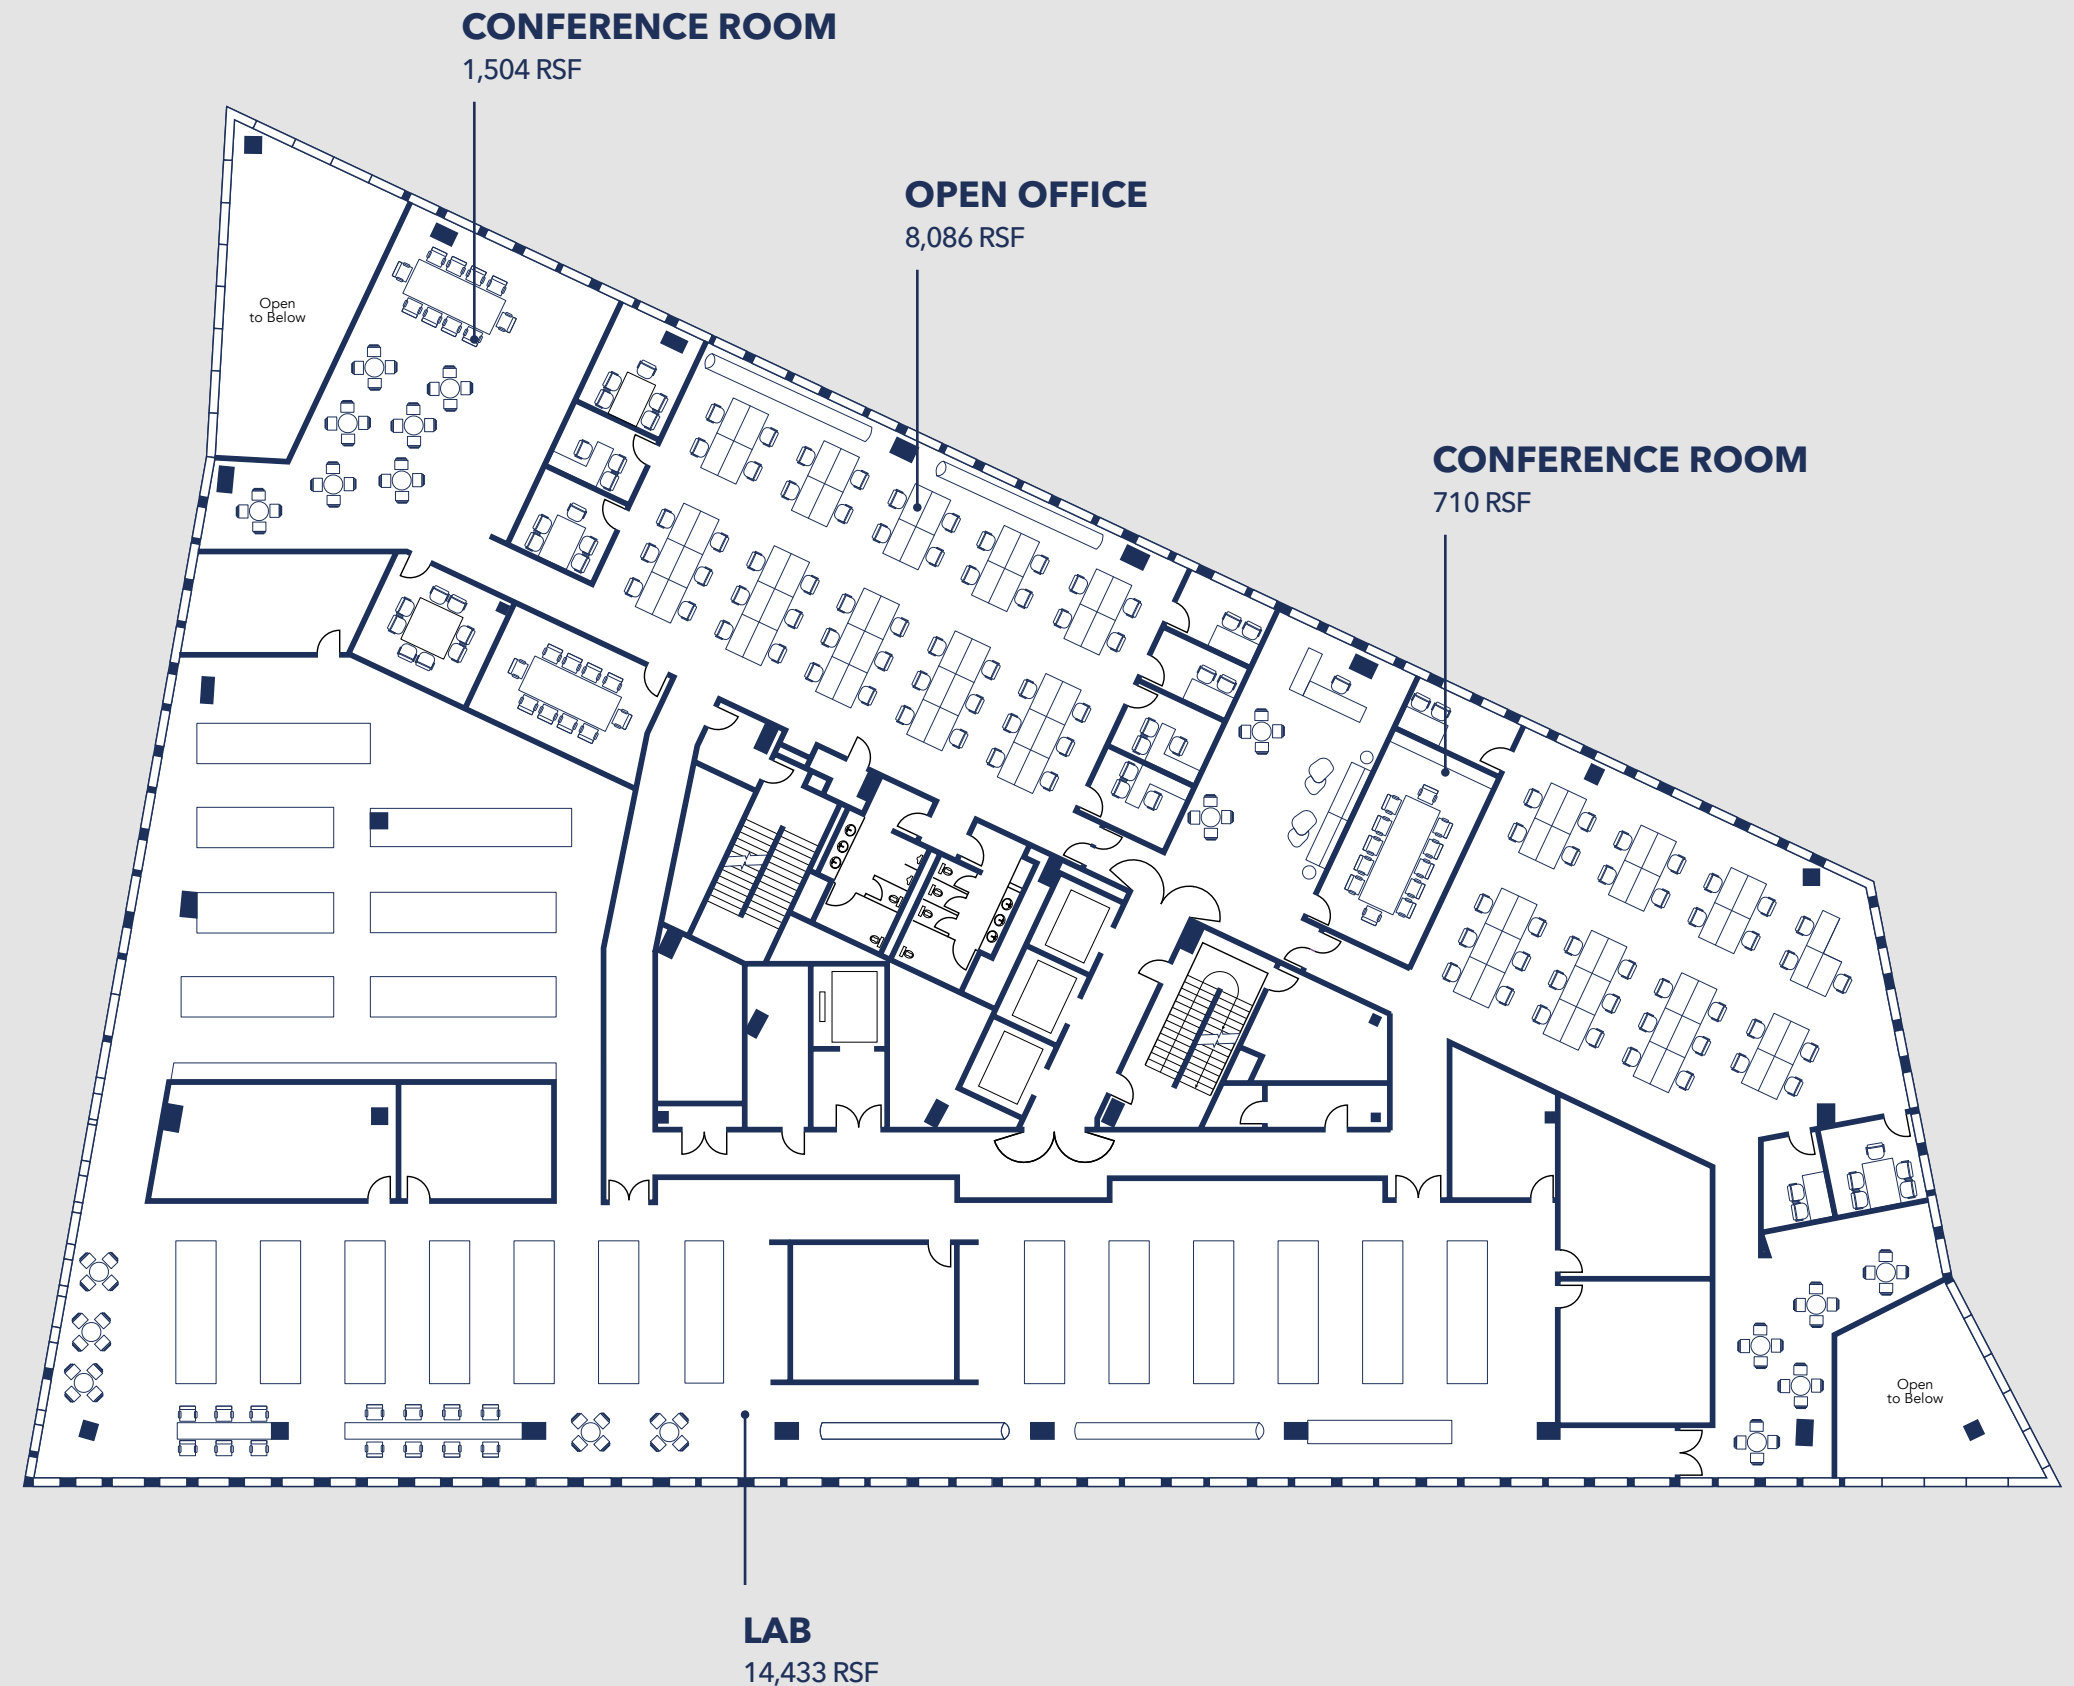 CONFERENCE ROOM
1,504 RSF
OPEN OFFICE
8,086 RSF
CONFERENCE ROOM
710 RSF
Open
to Below
Open
to Below
LAB
14,433 RSF